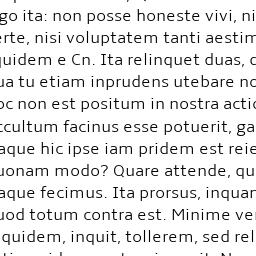 go ita: non posse honeste vivi, ni
erte, nisi voluptatem tanti aestim
quidem e Cn. Ita relinquet duas, d
ua tu etiam inprudens utebare no
oc non est positum in nostra actio
ccultum facinus esse potuerit, ga
aque hic ipse iam pridem est reie
uonam modo? Quare attende, qu
aque fecimus. Ita prorsus, inquam
uod totum contra est. Minime ver
quidem, inquit, tollerem, sed rel